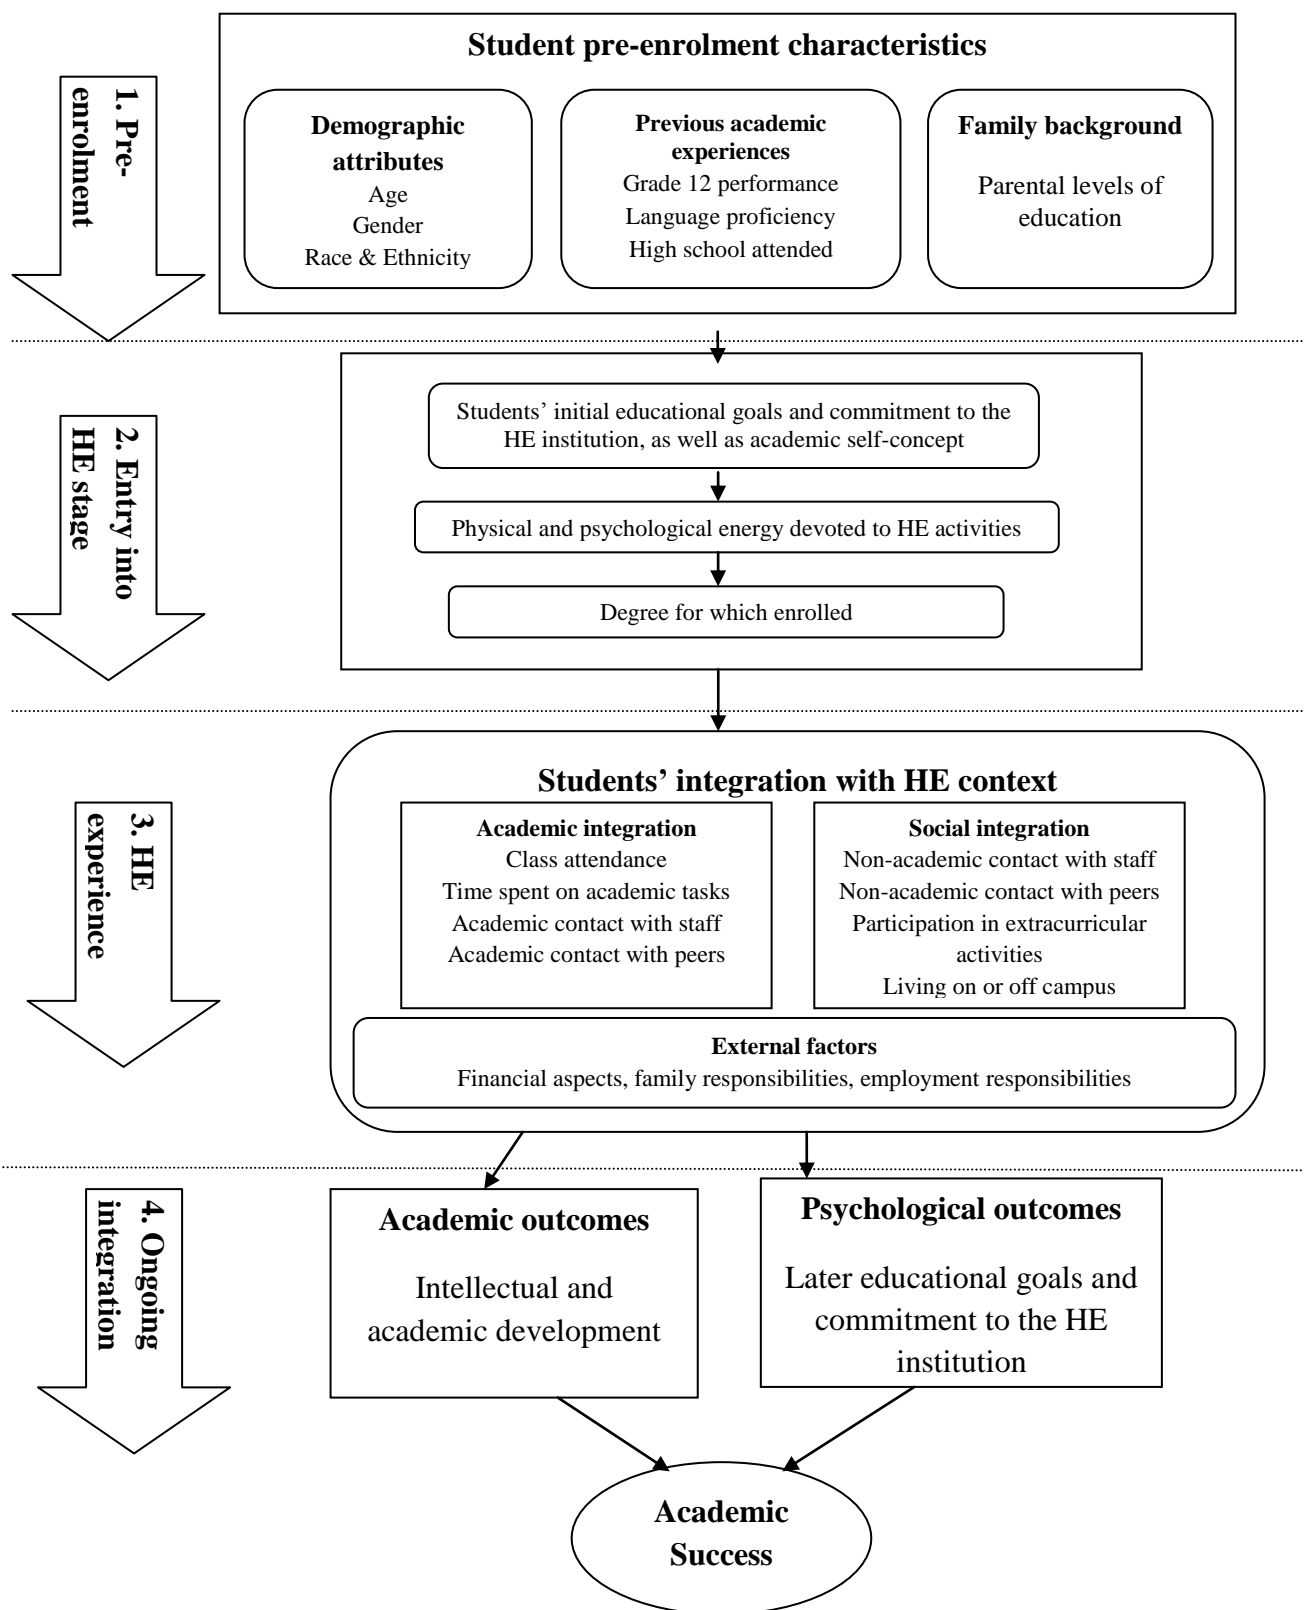 Student pre-enrolment characteristics
1. Pre-
enrolment
Demographic
attributes
Age
Gender
Race & Ethnicity
Previous academic
experiences
Grade 12 performance
Language proficiency
High school attended
Family background
Parental levels of
education
2. Entry into
HE stage
Students’ initial educational goals and commitment to the
HE institution, as well as academic self-concept
Physical and psychological energy devoted to HE activities
Degree for which enrolled
3. HE
experience
Students’ integration with HE context
Academic integration
Class attendance
Time spent on academic tasks
Academic contact with staff
Academic contact with peers
Social integration
Non-academic contact with staff
Non-academic contact with peers
Participation in extracurricular
activities
Living on or off campus
External factors
Financial aspects, family responsibilities, employment responsibilities
4. Ongoing
integration
Academic outcomes
Intellectual and
academic development
Psychological outcomes
Later educational goals and
commitment to the HE
institution
Academic
Success